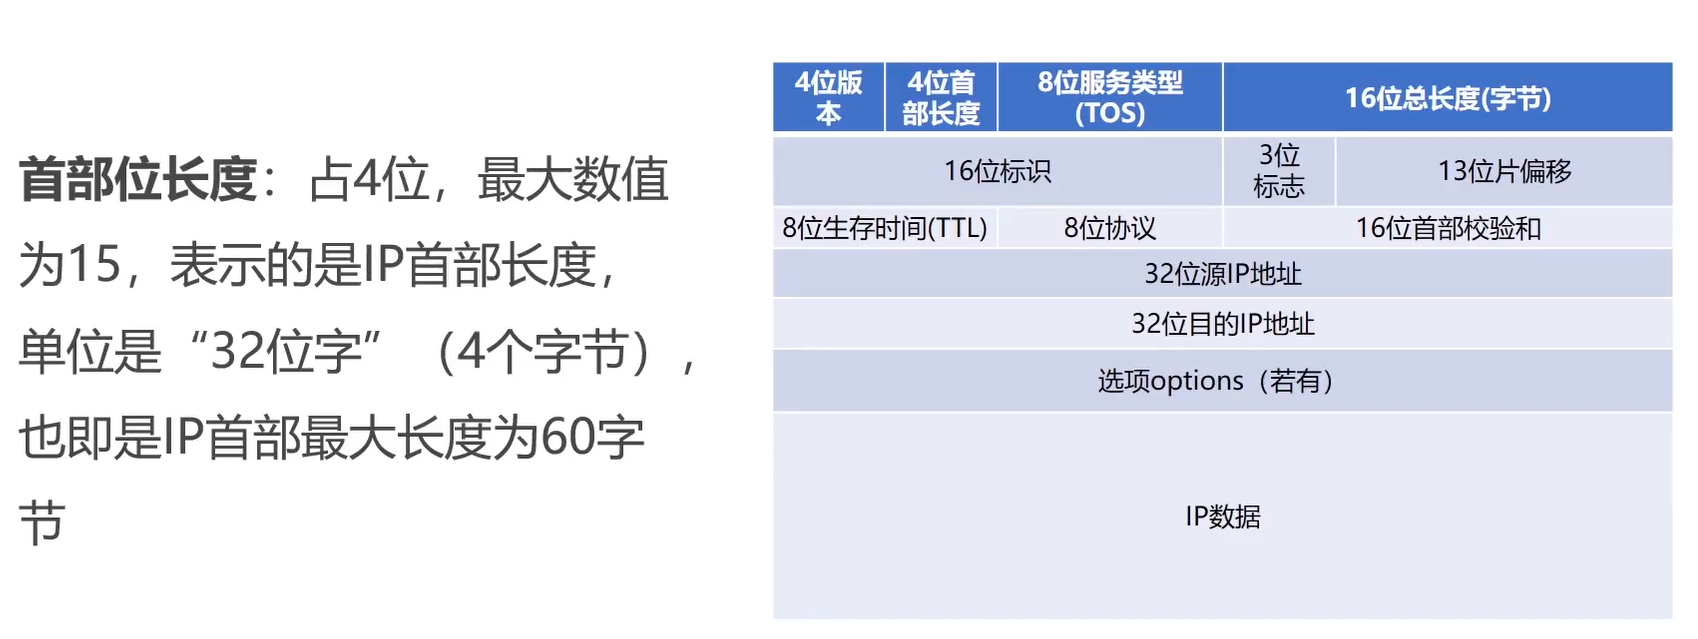 首部位长度：占4位，最大数值
为15，表示的是IP首部长度，
单位是“32位字”（4个字节），
也即是IP首部最大长度为60字
节
4位版
本
4位首
部长度
8位服务类型
(TOS)
16位总长度(字节)
16位标识
3位
标志
13位片偏移
8位生存时间(TTL)
8位协议
16位首部校验和
32位源IP地址
32位目的IP地址
选项options（若有）
IP数据